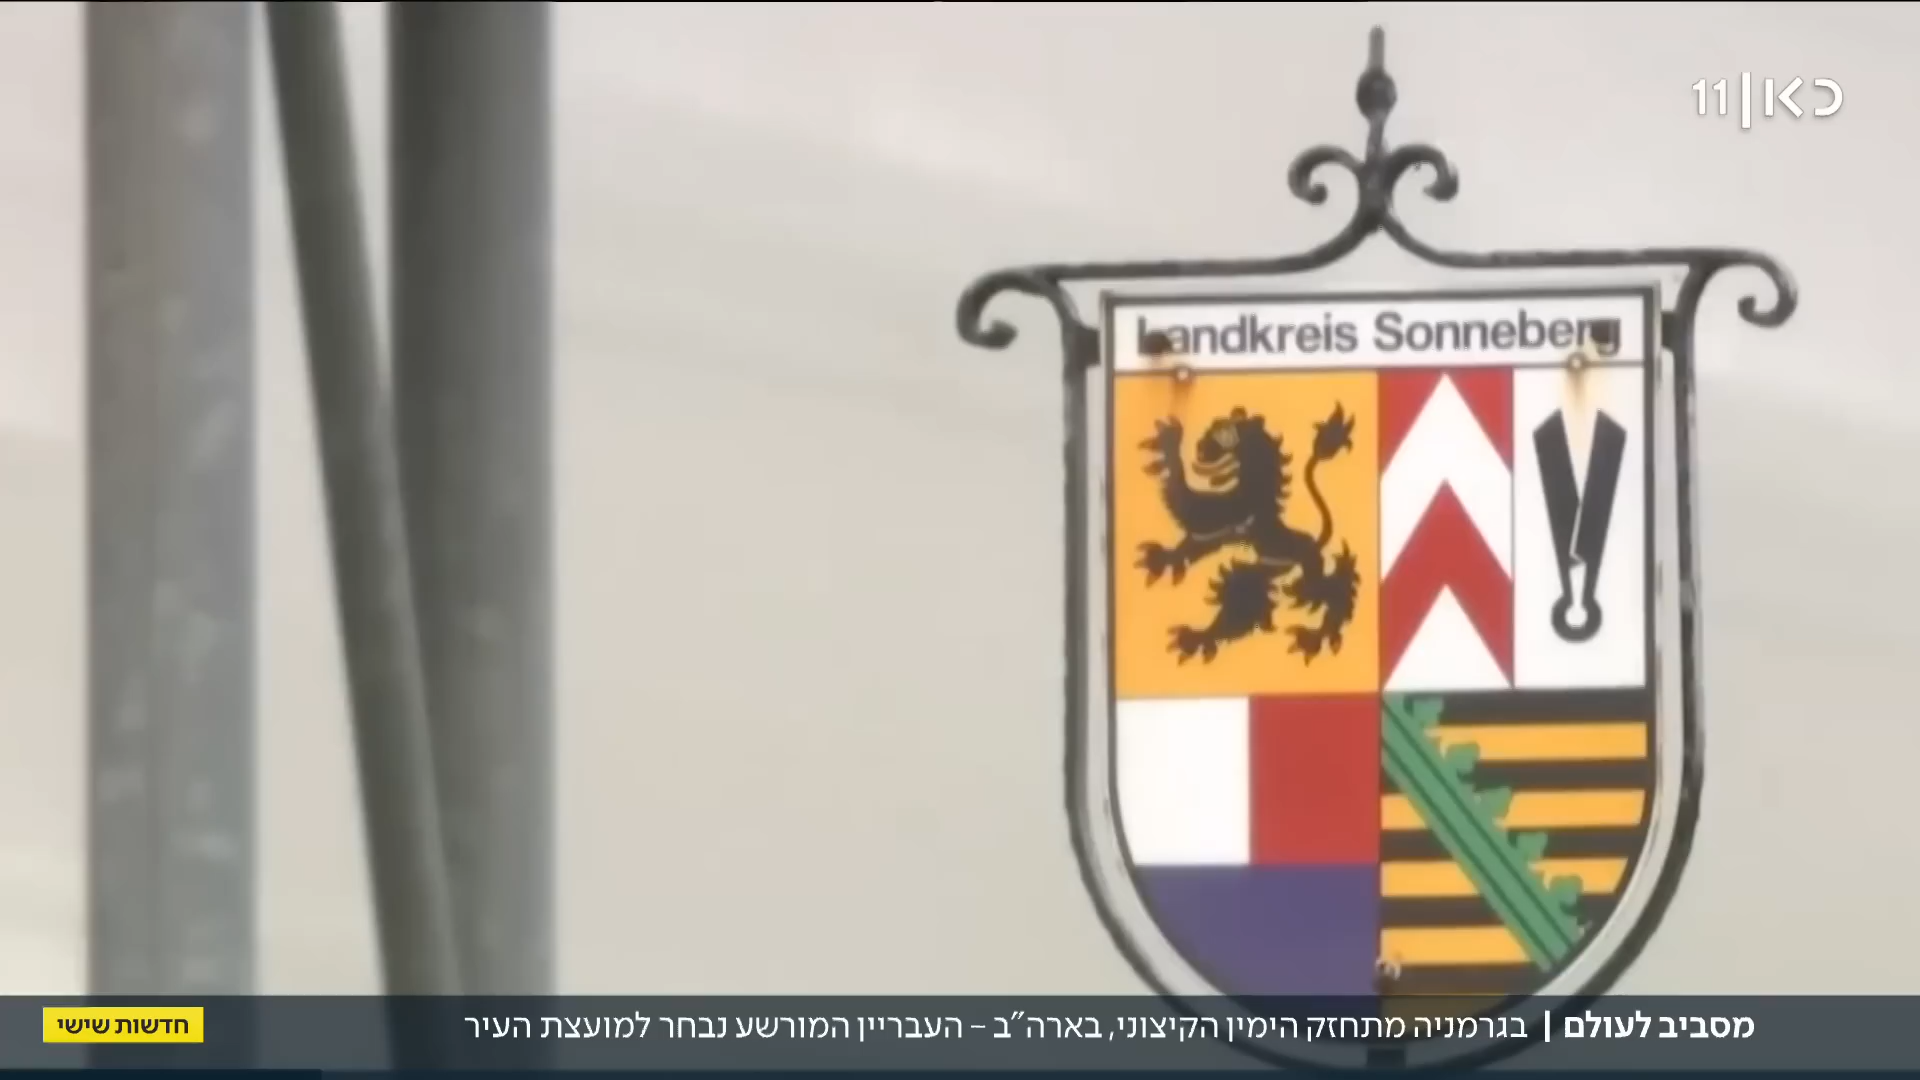 כאן|11
Landkreis Sonneberg
מסביב לעולם | בגרמניה מתחזק הימין הקיצוני, בארה"ב – העבריין המורשע נבחר למועצת העיר
חדשות שישי